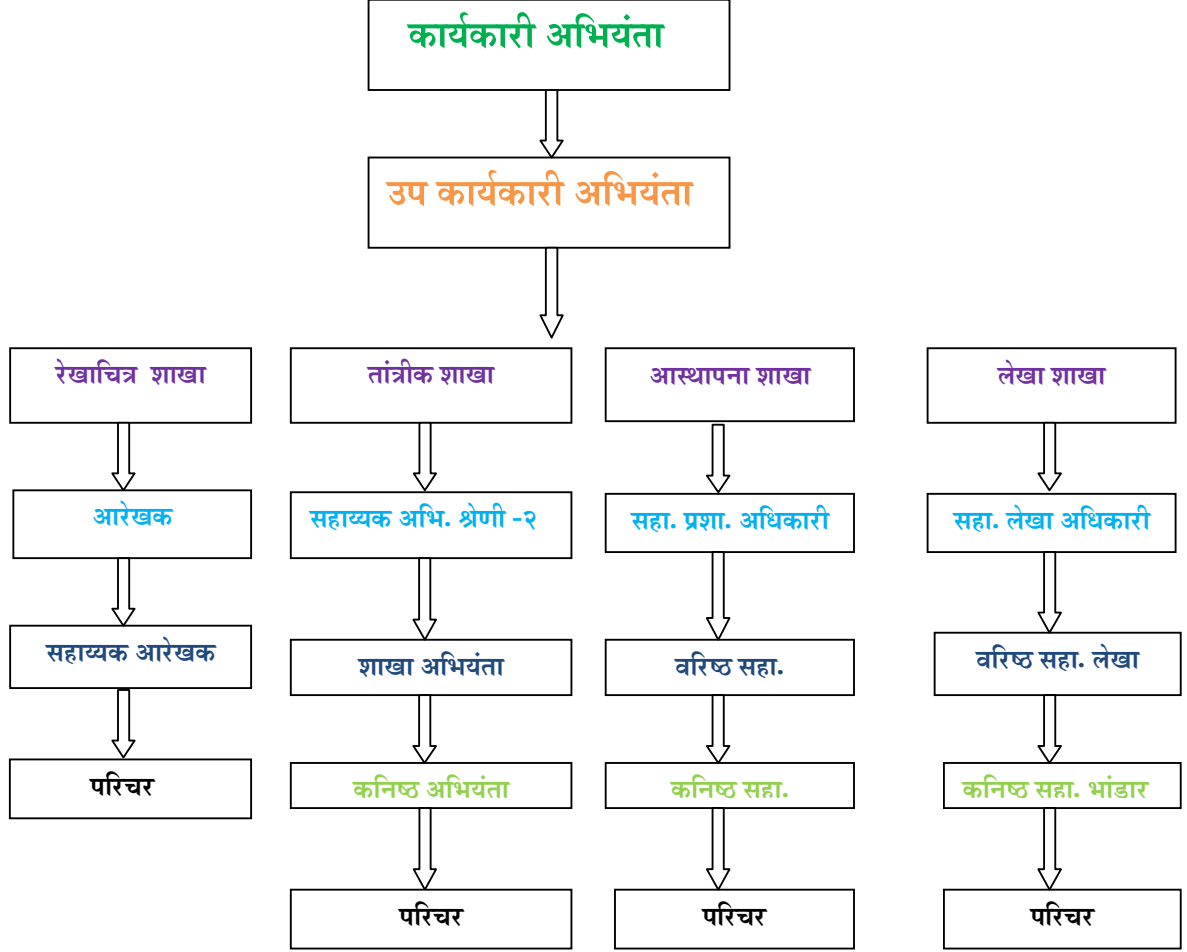 कार्यकारी अभियंता
उप कार्यकारी अभियंता
रेखाचित्र शाखा
तांत्रीक शाखा
आस्थापना शाखा
लेखा शाखा
आरेखक
सहाय्यक अभि. श्रेणी -२
सहा. प्रशा. अधिकारी
सहा. लेखा अधिकारी
सहाय्यक आरेखक
शाखा अभियंता
वरिष्ठ सहा.
वरिष्ठ सहा. लेखा
परिचर
कनिष्ठ अभियंता
कनिष्ठ सहा.
कनिष्ठ सहा. भांडार
परिचर
परिचर
परिचर